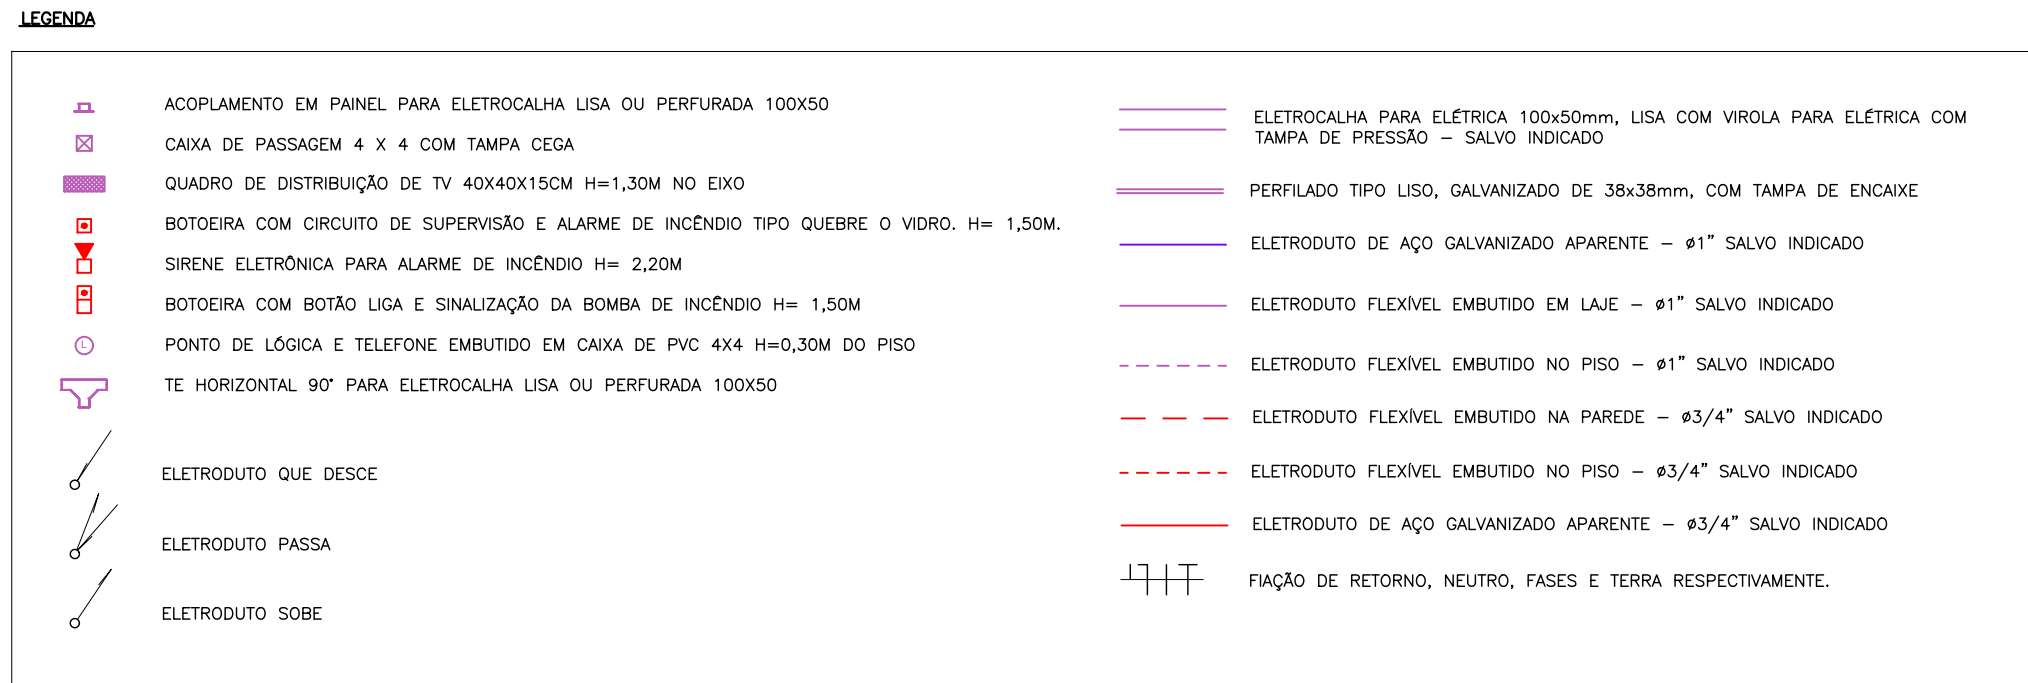 LEGENDA
ACOPLAMENTO EM PAINEL PARA ELETROCALHA LISA OU PERFURADA 100X50
CAIXA DE PASSAGEM 4 X 4 COM TAMPA CEGA
QUADRO DE DISTRIBUIÇÃO DE TV 40X40X15CM H=1,30M NO EIXO
BOTOEIRA COM CIRCUITO DE SUPERVISÃO E ALARME DE INCÊNDIO TIPO QUEBRE O VIDRO. H= 1,50M.
SIRENE ELETRÔNICA PARA ALARME DE INCÊNDIO H= 2,20M
BOTOEIRA COM BOTÃO LIGA E SINALIZAÇÃO DA BOMBA DE INCÊNDIO H= 1,50M
L
PONTO DE LÓGICA E TELEFONE EMBUTIDO EM CAIXA DE PVC 4X4 H=0,30M DO PISO
TE HORIZONTAL 90° PARA ELETROCALHA LISA OU PERFURADA 100X50
ELETRODUTO QUE DESCE
ELETRODUTO PASSA
ELETRODUTO SOBE
ELETROCALHA PARA ELÉTRICA 100x50mm, LISA COM VIROLA PARA ELÉTRICA COM
TAMPA DE PRESSÃO – SALVO INDICADO
PERFILADO TIPO LISO, GALVANIZADO DE 38x38mm, COM TAMPA DE ENCAIXE
ELETRODUTO DE AÇO GALVANIZADO APARENTE – ø1" SALVO INDICADO
ELETRODUTO FLEXÍVEL EMBUTIDO EM LAJE – ø1" SALVO INDICADO
ELETRODUTO FLEXÍVEL EMBUTIDO NO PISO – ø1" SALVO INDICADO
ELETRODUTO FLEXÍVEL EMBUTIDO NA PAREDE – ø3/4" SALVO INDICADO
ELETRODUTO FLEXÍVEL EMBUTIDO NO PISO – ø3/4" SALVO INDICADO
ELETRODUTO DE AÇO GALVANIZADO APARENTE – ø3/4" SALVO INDICADO
FIAÇÃO DE RETORNO, NEUTRO, FASES E TERRA RESPECTIVAMENTE.